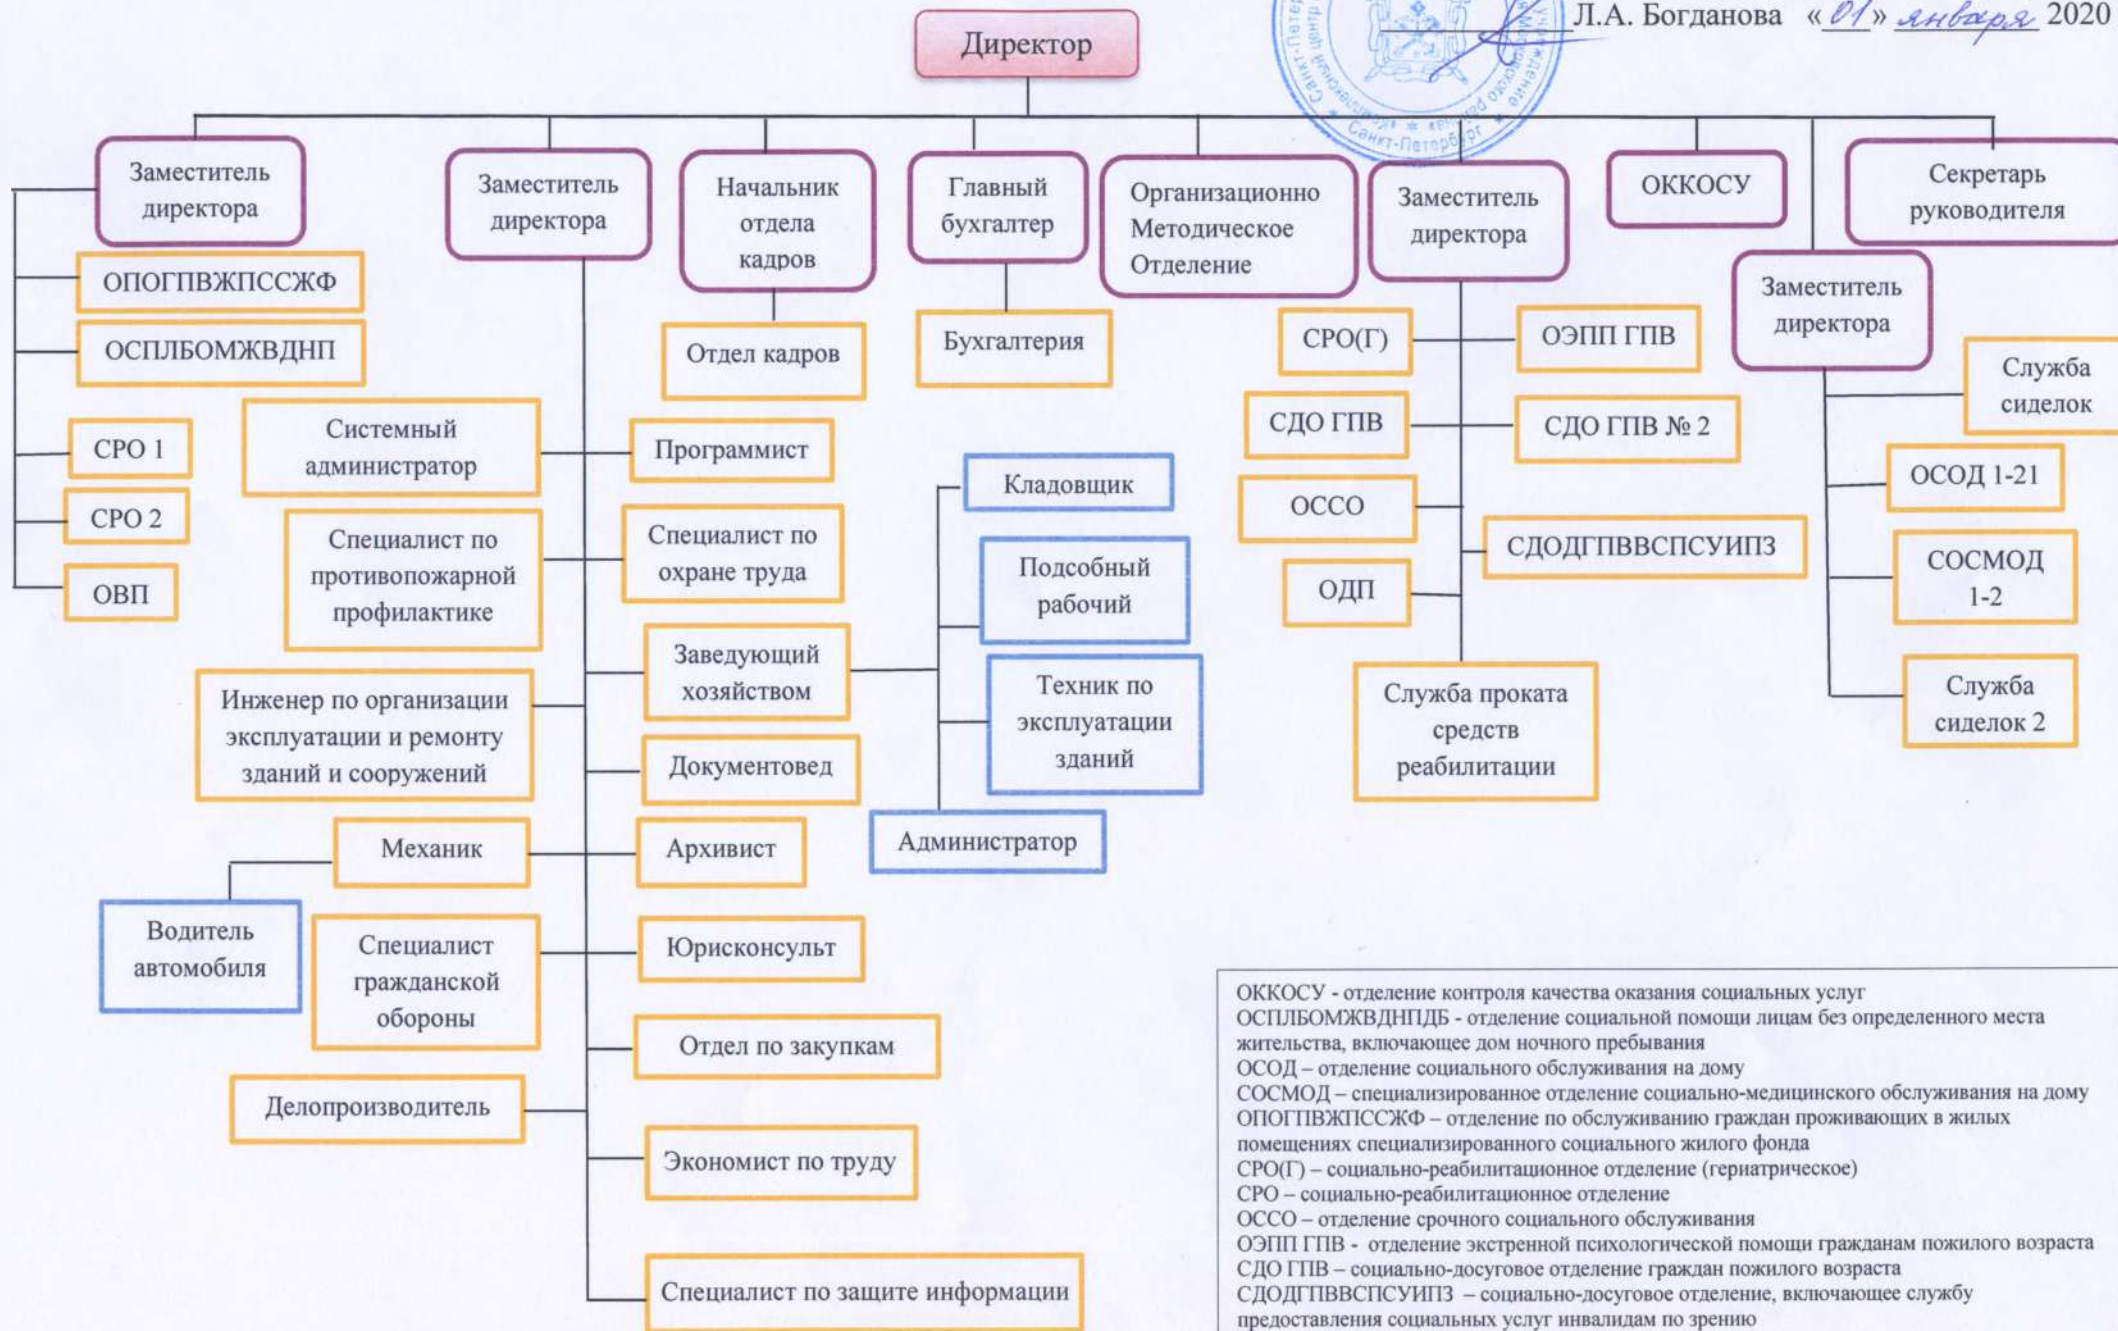 Л.А. Богданова «01» января 2020
Директор
Заместитель
директора
Заместитель
директора
Начальник
отдела
кадров
Главный
бухгалтер
Организационно
Методическое
Отделение
Заместитель
директора
ОККОСУ
Заместитель
директора
Секретарь
руководителя
ОПОГПВЖПССЖФ
ОСПЛБОМЖВДНП
СРО 1
СРО 2
ОВП
Системный
администратор
Программист
Специалист по
противопожарной
профилактике
Специалист по
охране труда
Инженер по организации
эксплуатации и ремонту
зданий и сооружений
Заведующий
хозяйством
Документовед
Механик
Архивист
Водитель
автомобиля
Специалист
гражданской
обороны
Юрисконсульт
Отдел по закупкам
Делопроизводитель
Экономист по труду
Специалист по защите информации
Кладовщик
Подсобный
рабочий
Техник по
эксплуатации
зданий
Администратор
Отдел кадров
Бухгалтерия
СРО(Г)
ОЭПП ГПВ
СДО ГПВ
СДО ГПВ № 2
ОССО
СДОДГПВВСПСУИПЗ
ОДП
Служба проката
средств
реабилитации
Служба
сиделок
ОСОД 1-21
СОСМОД
1-2
Служба
сиделок 2
ОККОСУ - отделение контроля качества оказания социальных услуг
ОСПЛБОМЖВДНПДБ - отделение социальной помощи лицам без определенного места
жительства, включающее дом ночного пребывания
ОСОД – отделение социального обслуживания на дому
СОСМОД – специализированное отделение социально-медицинского обслуживания на дому
ОПОГПВЖПССЖФ – отделение по обслуживанию граждан проживающих в жилых
помещениях специализированного социального жилого фонда
СРО(Г) – социально-реабилитационное отделение (гериатрическое)
СРО – социально-реабилитационное отделение
ОССО – отделение срочного социального обслуживания
ОЭПП ГПВ - отделение экстренной психологической помощи гражданам пожилого возраста
СДО ГПВ – социально-досуговое отделение граждан пожилого возраста
СДОДГПВВСПСУИПЗ – социально-досуговое отделение, включающее службу
предоставления социальных услуг инвалидам по зрению
Санкт-Петербург